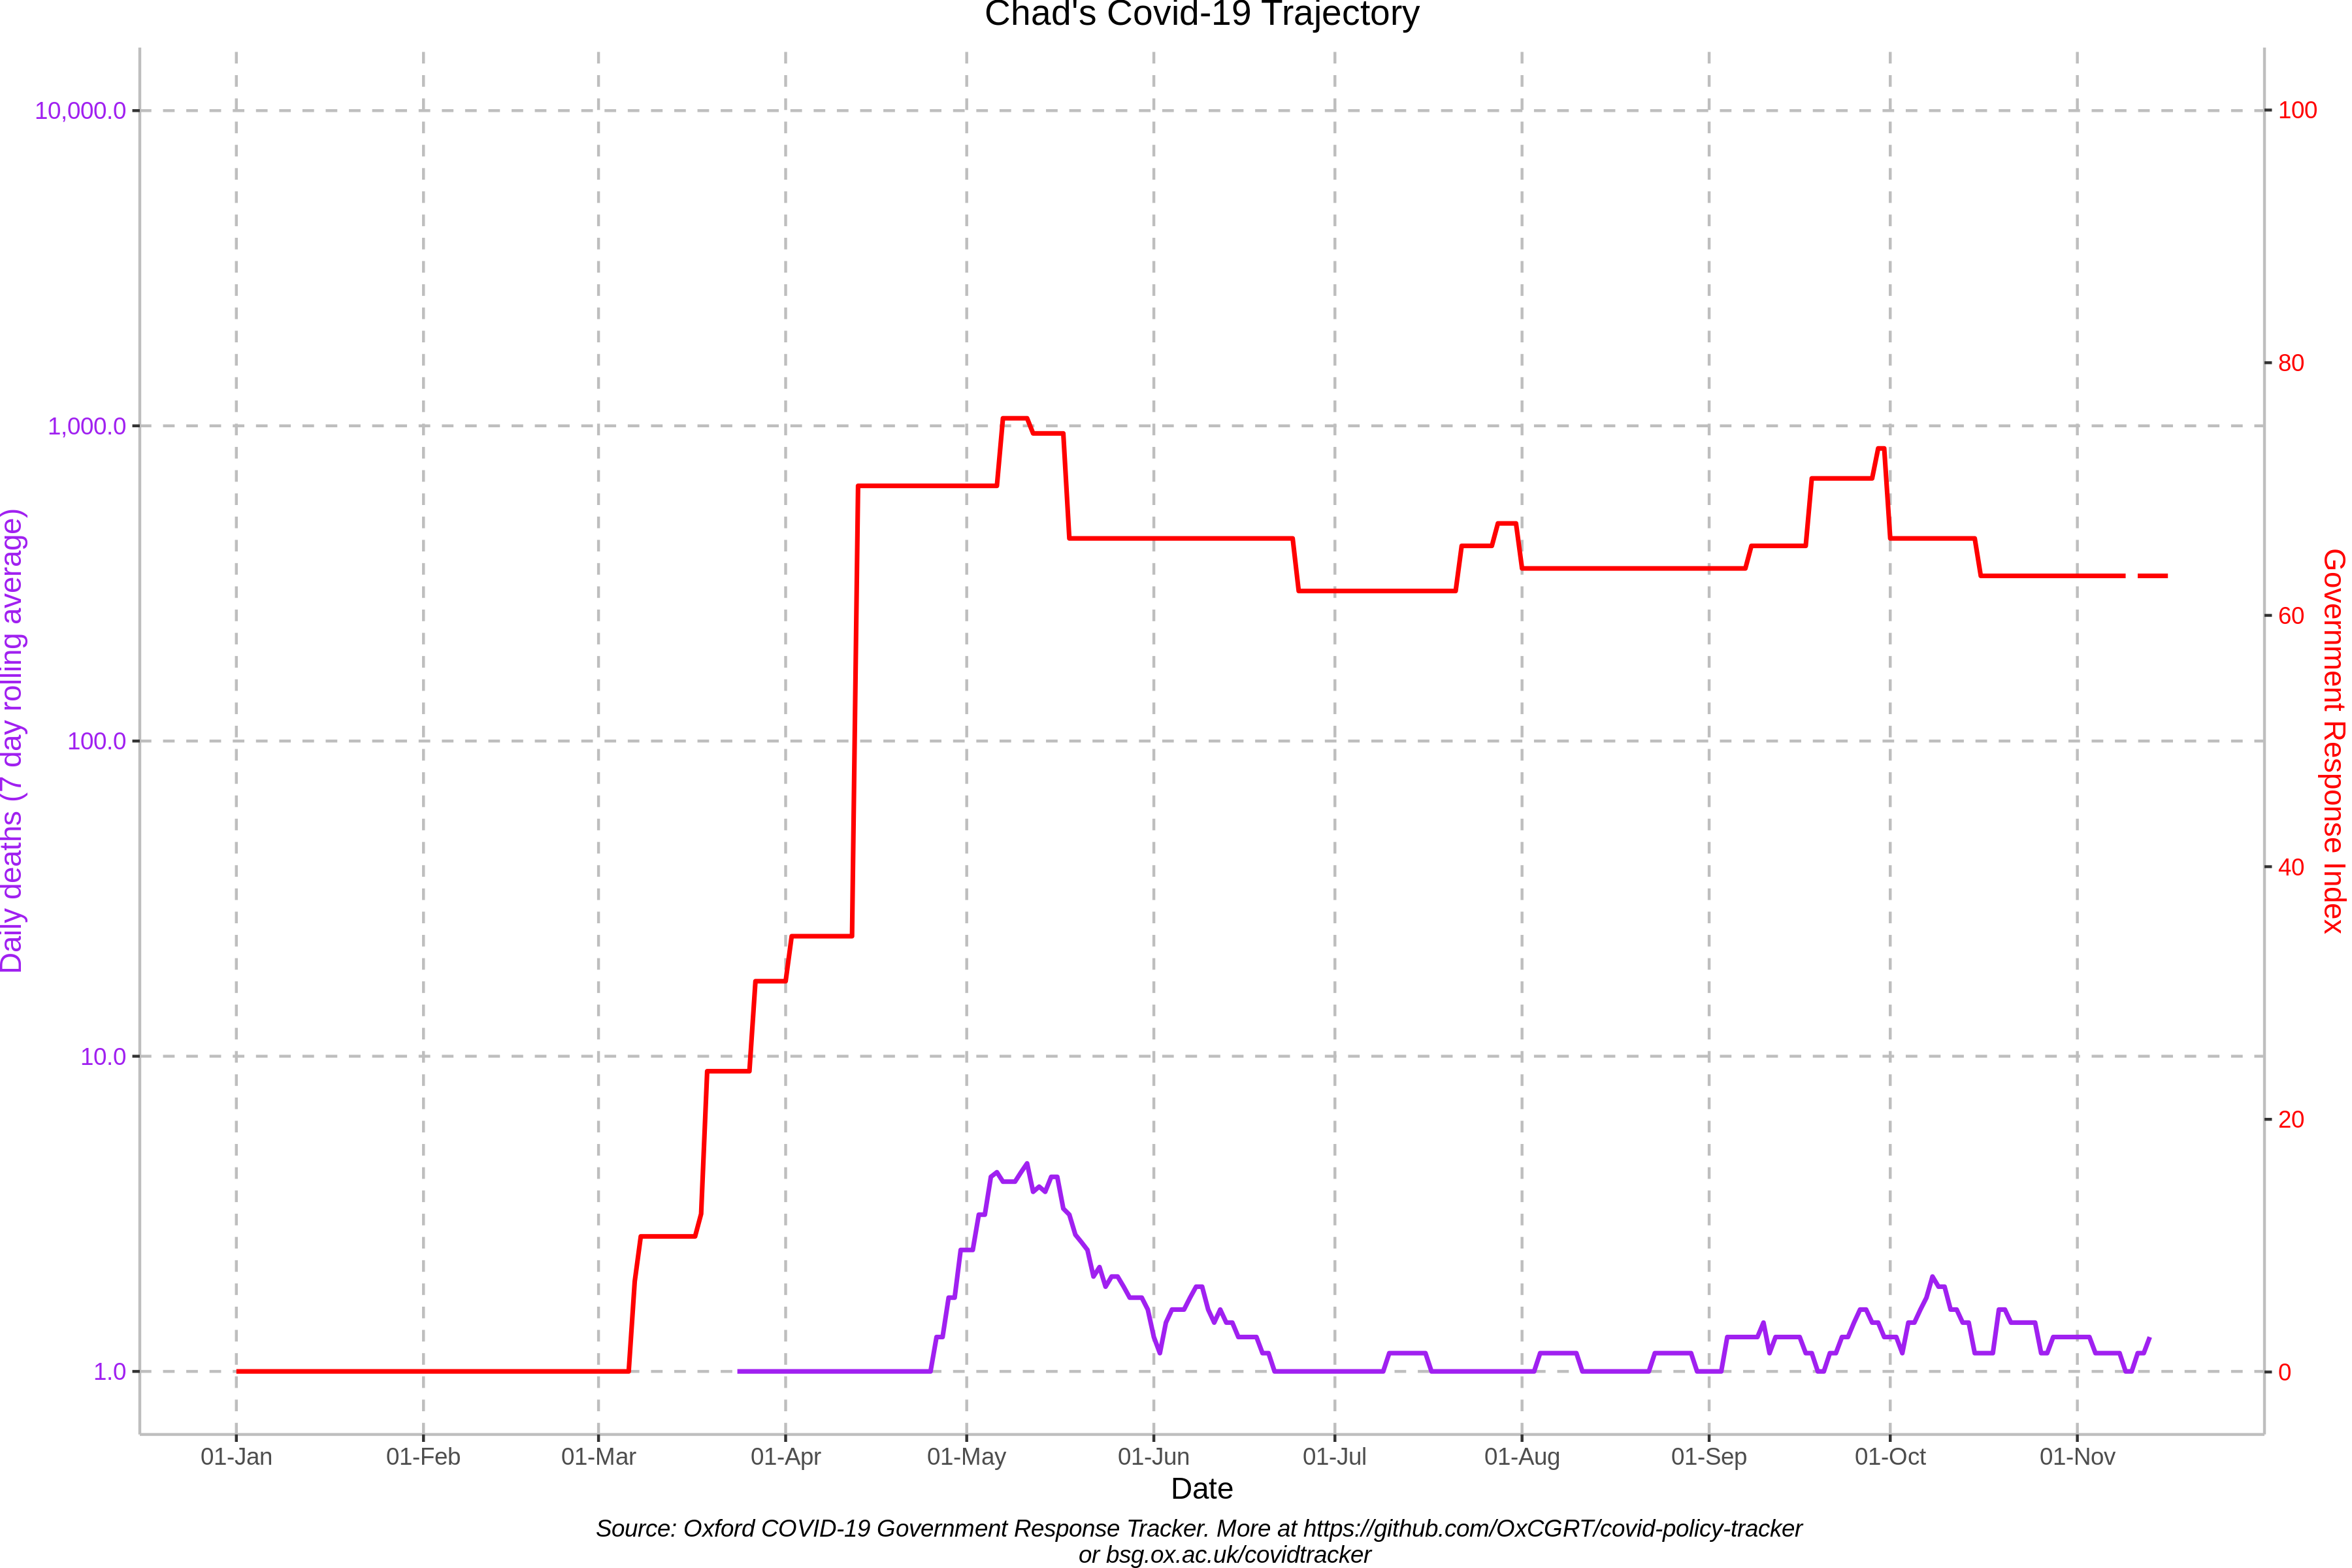 Chad's Covid-19 Trajectory
10,000.0
1,000.0
100.0
10.0
1.0
Daily deaths (7 day rolling average)
100
80
60
40
20
0
Government Response Index
01-Jan 01-Feb 01-Mar 01-Apr 01-May 01-Jun 01-Jul 01-Aug 01-Sep 01-Oct 01-Nov
Date
Source: Oxford COVID-19 Government Response Tracker. More at https://github.com/OxCGRT/covid-policy-tracker
or bsg.ox.ac.uk/covidtracker